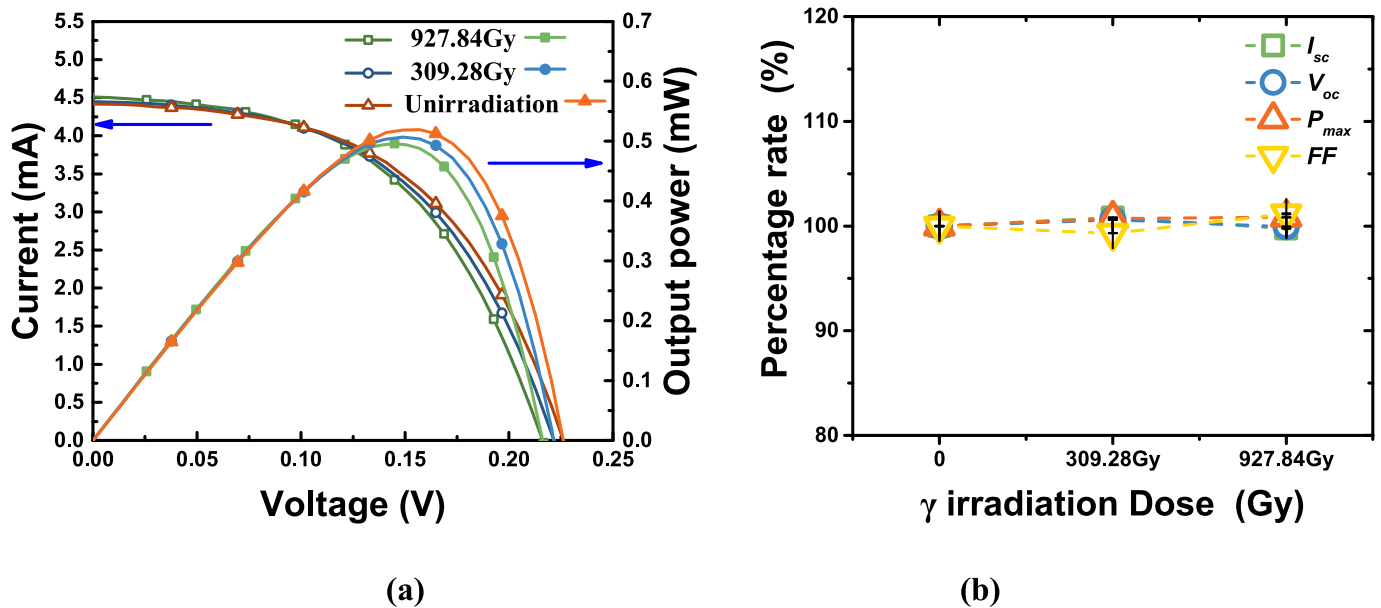 5.5
5.0
4.5
4.0
3.5
3.0
2.5
2.0
1.5
1.0
0.5
0.0
Current (mA)
0.00
0.05
0.10
0.15
0.20
0.25
Voltage (V)
0.7
0.6
0.5
0.4
0.3
0.2
0.1
0.0
Output power (mW)
927.84Gy
309.28Gy
Unirradiation
(a)
120
110
100
90
80
Percentage rate (%)
0
309.28Gy
927.84Gy
γ irradiation Dose (Gy)
Isc
Voc
Pmax
FF
(b)